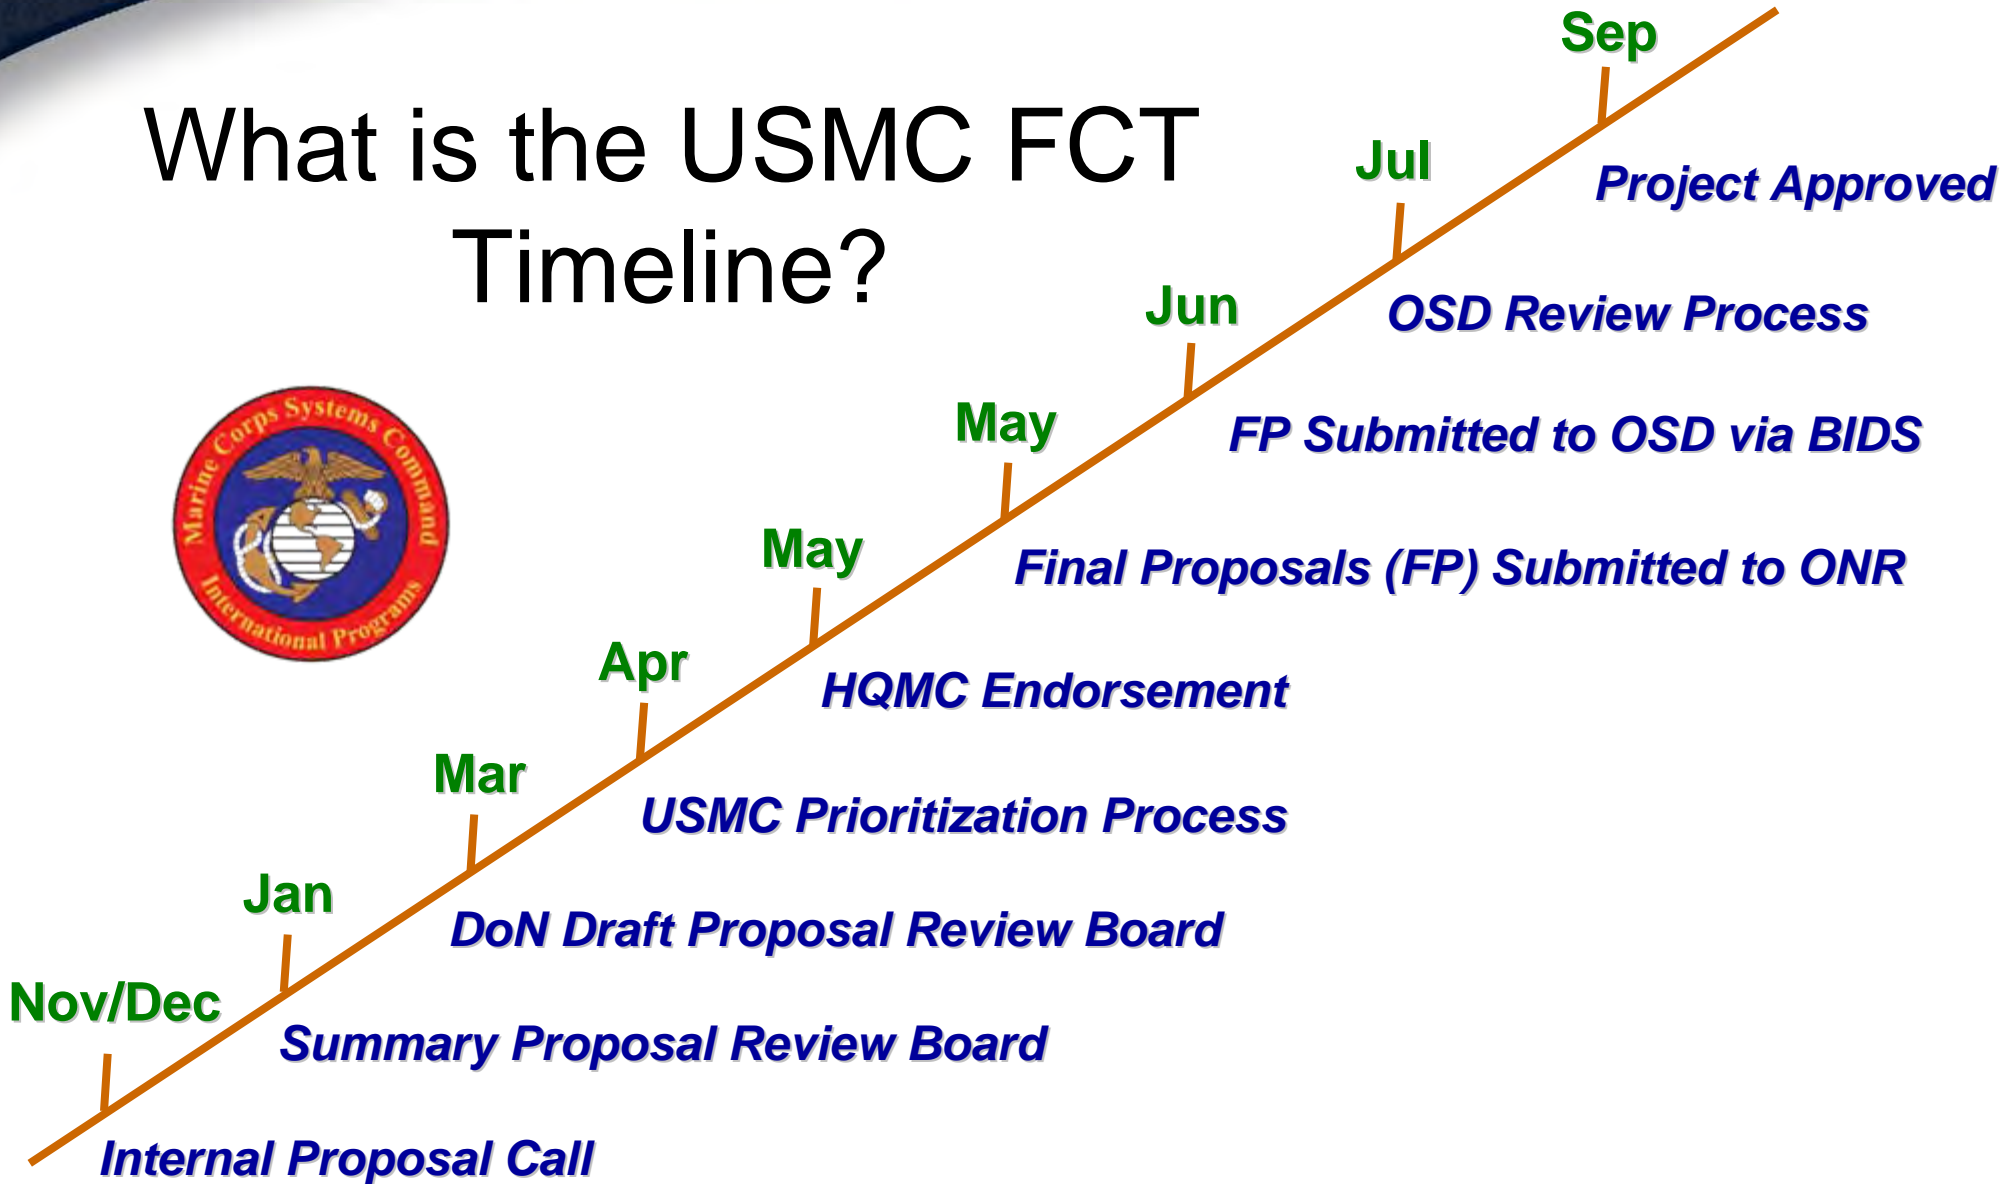 What is the USMC FCT
Timeline?
Marine Corps Systems Command
International Programs
Nov/Dec
Internal Proposal Call
Jan
Summary Proposal Review Board
Mar
DoN Draft Proposal Review Board
Apr
USMC Prioritization Process
May
HQMC Endorsement
May
Final Proposals (FP) Submitted to ONR
Jun
FP Submitted to OSD via BIDS
Jul
OSD Review Process
Sep
Project Approved